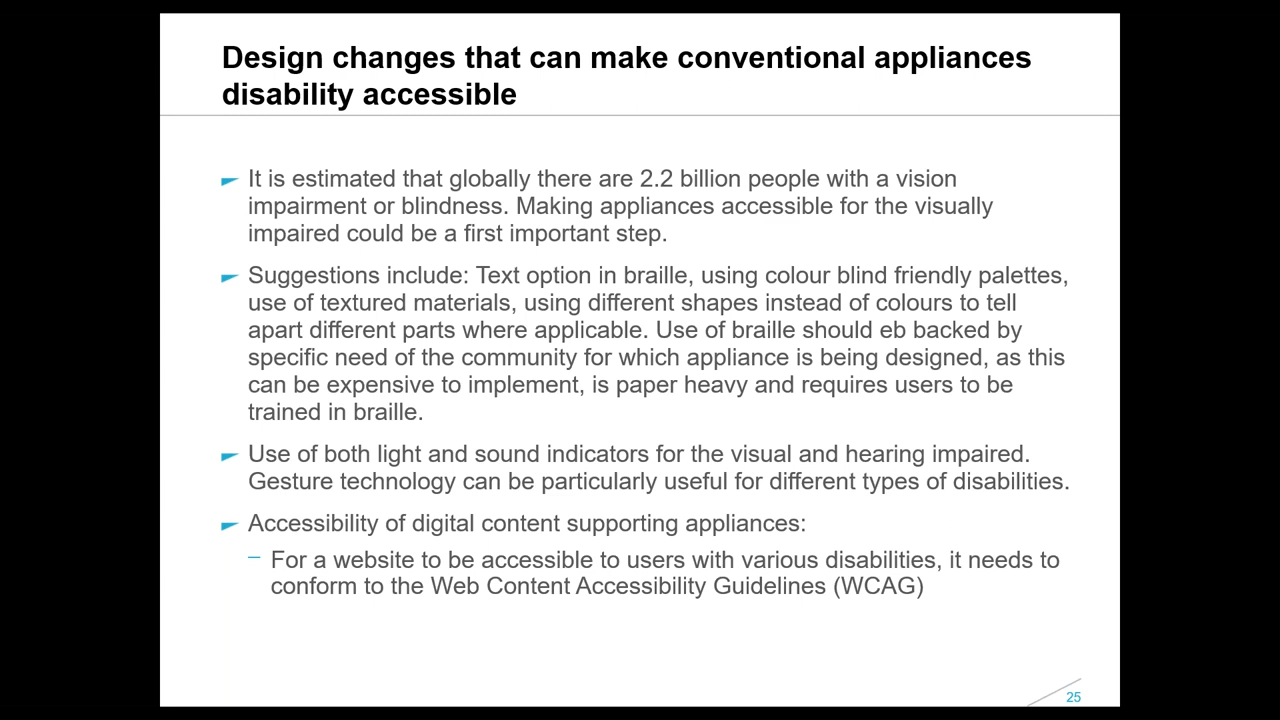 Design changes that can make conventional appliances
disability accessible
It is estimated that globally there are 2.2 billion people with a vision
impairment or blindness. Making appliances accessible for the visually
impaired could be a first important step.
Suggestions include: Text option in braille, using colour blind friendly palettes,
use of textured materials, using different shapes instead of colours to tell
apart different parts where applicable. Use of braille should eb backed by
specific need of the community for which appliance is being designed, as this
can be expensive to implement, is paper heavy and requires users to be
trained in braille.
Use of both light and sound indicators for the visual and hearing impaired.
Gesture technology can be particularly useful for different types of disabilities.
Accessibility of digital content supporting appliances:
– For a website to be accessible to users with various disabilities, it needs to
conform to the Web Content Accessibility Guidelines (WCAG)
25